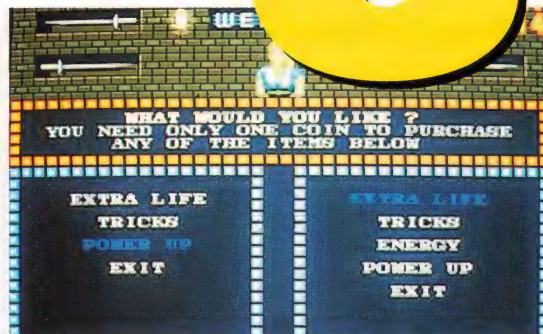 WHAT WOULD YOU LIKE ?
YOU NEED ONLY ONE COIN TO PURCHASE
ANY OF THE ITEMS BELOW
EXTRA LIFE
TRICKS
POWER UP
EXIT
EXTRA LIFE
TRICKS
ENERGY
POWER UP
EXIT